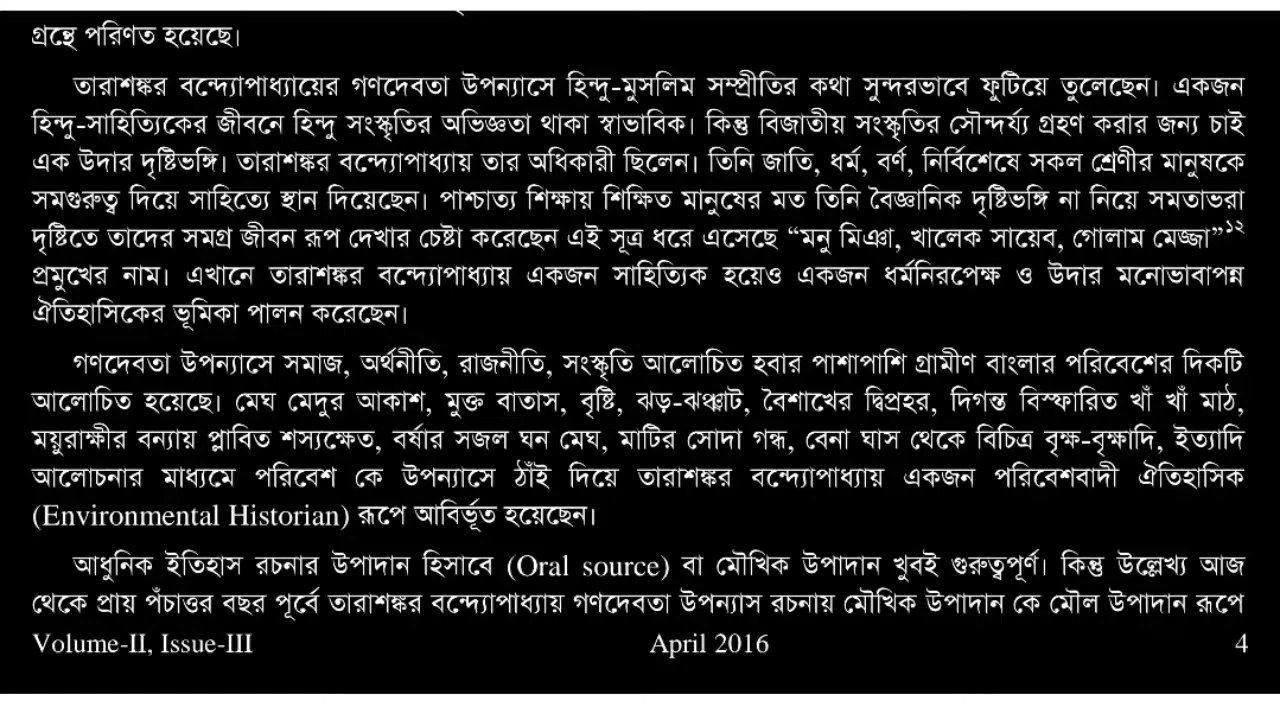 গ্রন্থে পরিণত হয়েছে।
তারাশঙ্কর বন্দ্যোপাধ্যায়ের গণদেবতা উপন্যাসে হিন্দু-মুসলিম সম্প্রীতির কথা সুন্দরভাবে ফুটিয়ে তুলেছেন। একজন
হিন্দু-সাহিত্যিকের জীবনে হিন্দু সংস্কৃতির অভিজ্ঞতা থাকা স্বাভাবিক। কিন্তু বিজাতীয় সংস্কৃতির সৌন্দর্য্য গ্রহণ করার জন্য চাই
এক উদার দৃষ্টিভঙ্গি। তারাশঙ্কর বন্দ্যোপাধ্যায় তার অধিকারী ছিলেন। তিনি জাতি, ধর্ম, বর্ণ, নির্বিশেষে সকল শ্রেণীর মানুষকে
সমগুরুত্ব দিয়ে সাহিত্যে স্থান দিয়েছেন। পাশ্চাত্য শিক্ষায় শিক্ষিত মানুষের মত তিনি বৈজ্ঞানিক দৃষ্টিভঙ্গি না নিয়ে সমতাভরা
দৃষ্টিতে তাদের সমগ্র জীবন রূপ দেখার চেষ্টা করেছেন এই সূত্র ধরে এসেছে “মনু মিঞা, খালেক সায়েব, গোলাম মেজ্জা”১২
প্রমুখের নাম। এখানে তারাশঙ্কর বন্দ্যোপাধ্যায় একজন সাহিত্যিক হয়েও একজন ধর্মনিরপেক্ষ ও উদার মনোভাবাপন্ন
ঐতিহাসিকের ভূমিকা পালন করেছেন।
গণদেবতা উপন্যাসে সমাজ, অর্থনীতি, রাজনীতি, সংস্কৃতি আলোচিত হবার পাশাপাশি গ্রামীণ বাংলার পরিবেশের দিকটি
আলোচিত হয়েছে। মেঘ মেদুর আকাশ, মুক্ত বাতাস, বৃষ্টি, ঝড়-ঝঞ্ঝাট, বৈশাখের দ্বিপ্রহর, দিগন্ত বিস্ফারিত খাঁ খাঁ মাঠ,
ময়ুরাক্ষীর বন্যায় প্লাবিত শস্যক্ষেত, বর্ষার সজল ঘন মেঘ, মাটির সোদা গন্ধ, বেনা ঘাস থেকে বিচিত্র বৃক্ষ-বৃক্ষাদি, ইত্যাদি
আলোচনার মাধ্যমে পরিবেশ কে উপন্যাসে ঠাঁই দিয়ে তারাশঙ্কর বন্দ্যোপাধ্যায় একজন পরিবেশবাদী ঐতিহাসিক
(Environmental Historian) রূপে আবির্ভূত হয়েছেন।
আধুনিক ইতিহাস রচনার উপাদান হিসাবে (Oral source) বা মৌখিক উপাদান খুবই গুরুত্বপূর্ণ। কিন্তু উল্লেখ্য আজ
থেকে প্রায় পঁচাত্তর বছর পূর্বে তারাশঙ্কর বন্দ্যোপাধ্যায় গণদেবতা উপন্যাস রচনায় মৌখিক উপাদান কে মৌল উপাদান রূপে
Volume-II, Issue-III April 2016 4